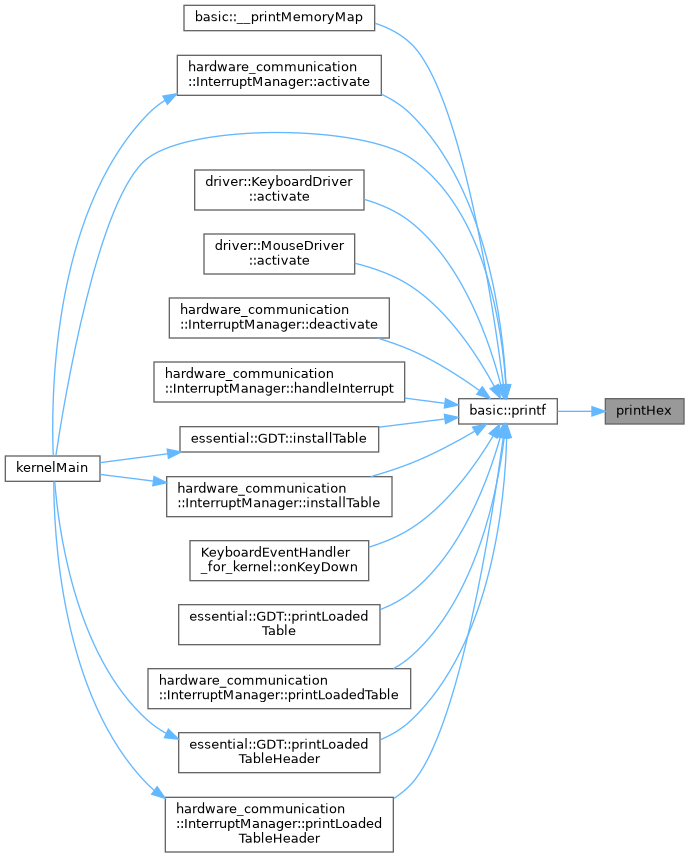 basic::__printMemoryMap
hardware_communication
::InterruptManager::activate
driver::KeyboardDriver
::activate
driver::MouseDriver
::activate
hardware_communication
::InterruptManager::deactivate
hardware_communication
::InterruptManager::handleInterrupt
basic::printf
printHex
essential::GDT::installTable
kernelMain
hardware_communication
::InterruptManager::installTable
KeyboardEventHandler
_for_kernel::onKeyDown
essential::GDT::printLoaded
Table
hardware_communication
::InterruptManager::printLoadedTable
essential::GDT::printLoaded
TableHeader
hardware_communication
::InterruptManager::printLoaded
TableHeader